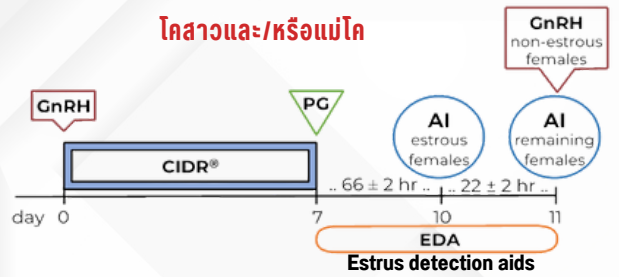 โคสาวและ/หรือแม่โค
GnRH
non-estrous
females
GnRH
PG
AI
estrous
females
AI
remaining
females
CIDR®
.. 66 ± 2 hr ..
.. 22 ± 2 hr ..
day 0 7 10 11
EDA
Estrus detection aids